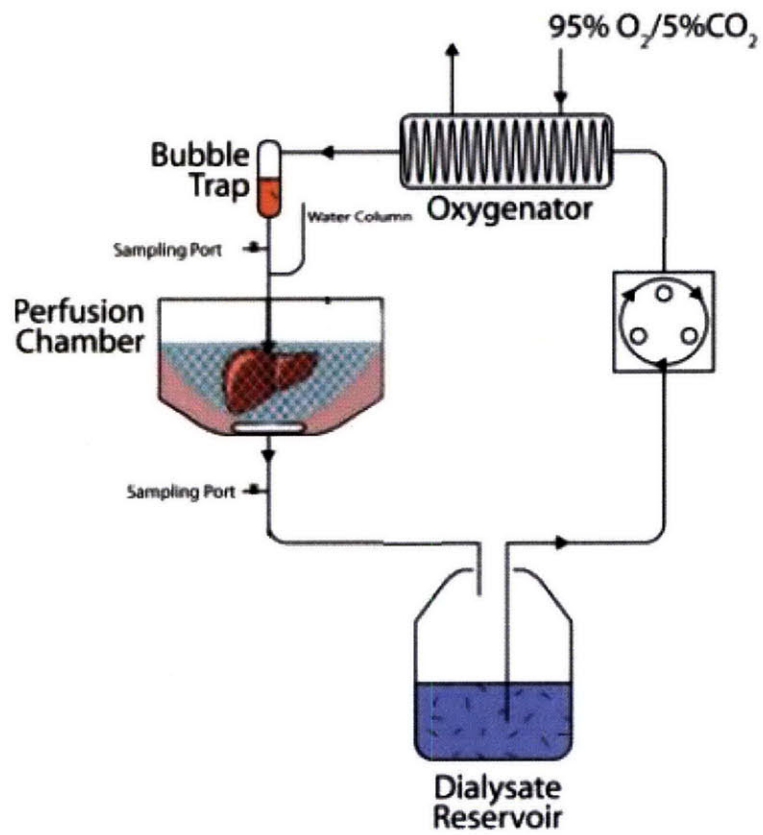 95% O₂/5%CO₂
Bubble
Trap
Oxygenator
Water Column
Sampling Port
Perfusion
Chamber
Sampling Port
Dialysate
Reservoir